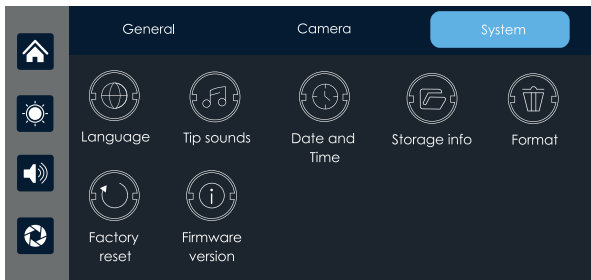 General
Camera
System
Language
Tip sounds
Date and
Time
Storage info
Format
Factory
reset
Firmware
version